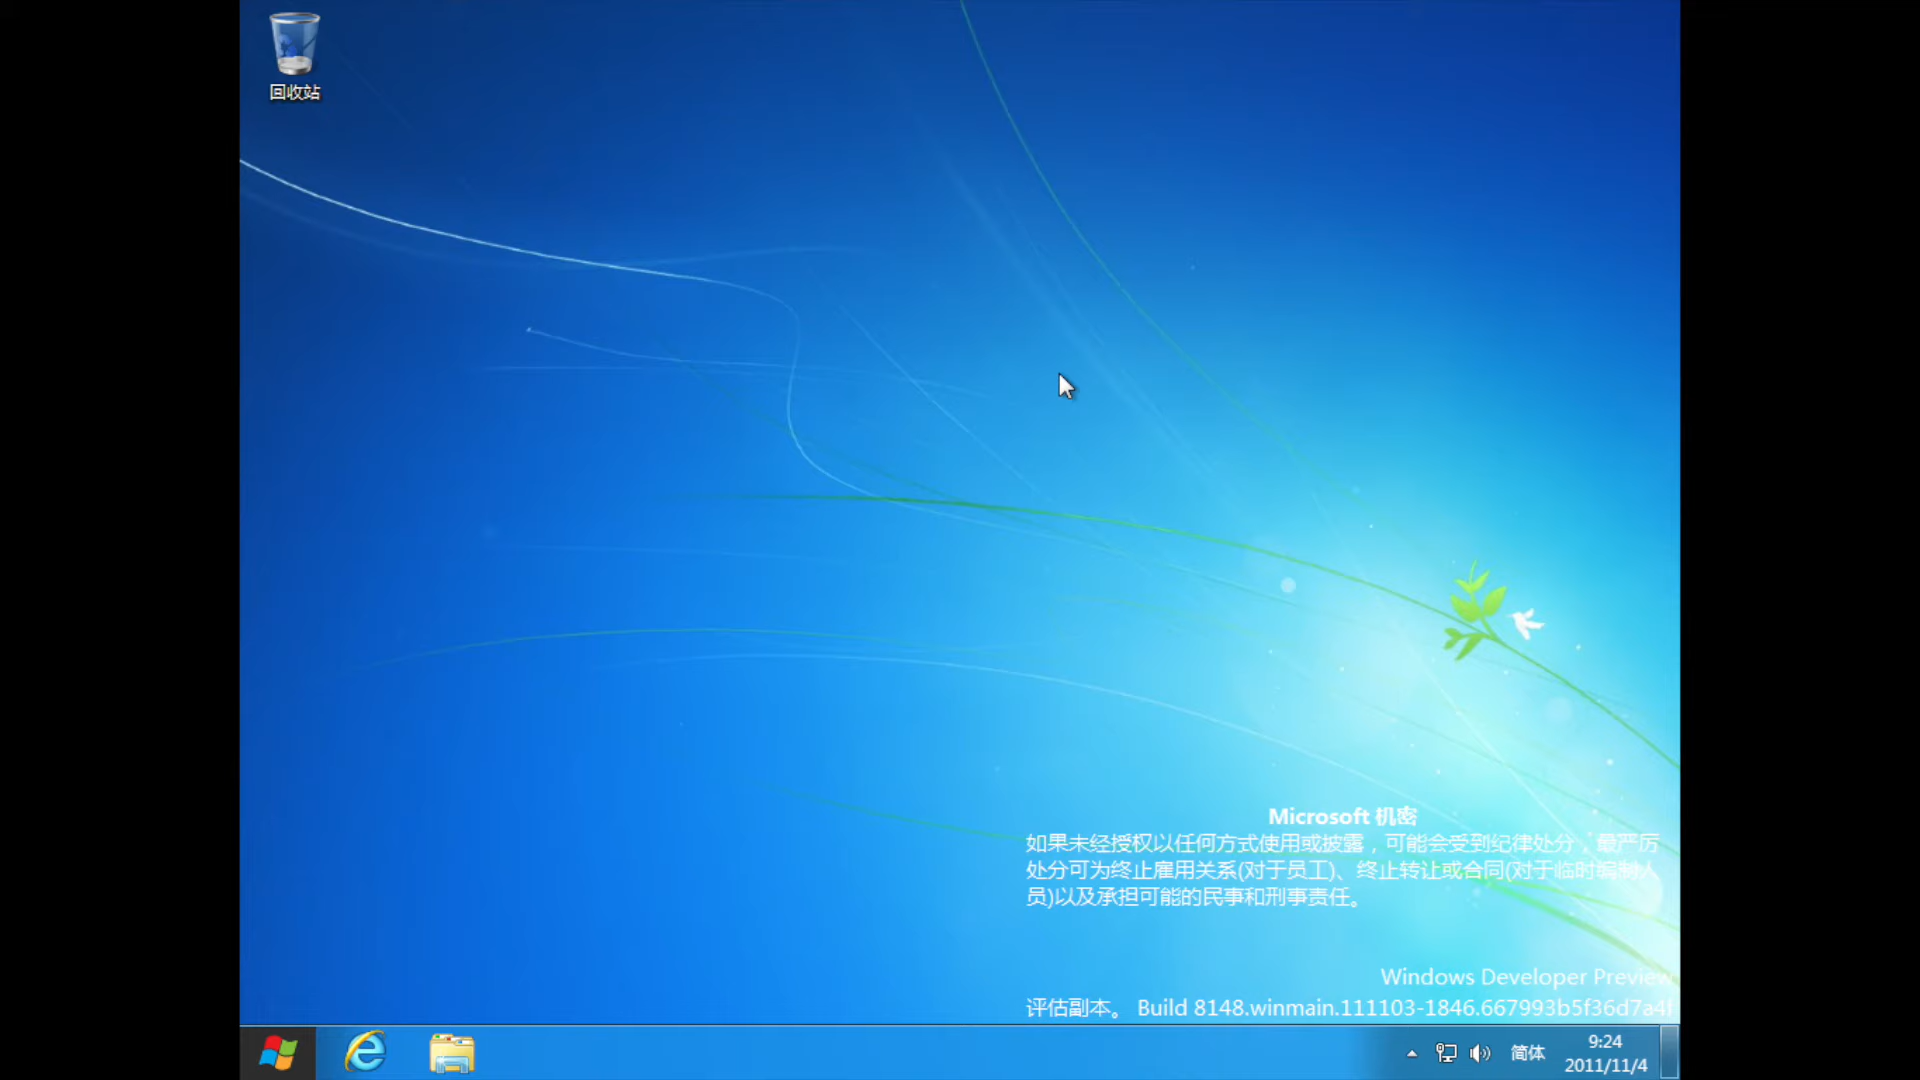 回收站
Microsoft 机密
如果未经授权以任何方式使用或披露，可能会受到纪律处分，最严厉
处分可为终止雇用关系(对于员工)、终止转让或合同(对于临时编制人
员)以及承担可能的民事和刑事责任。
Windows Developer Preview
评估副本。 Build 8148.winmain.111103-1846.667993b5f36d7a4f
简体
9:24
2011/11/4